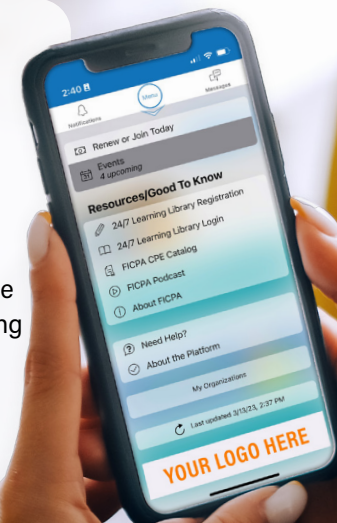 2:40
Notifications
Menu
Messages
Renew or Join Today
Events
4 upcoming
Resources/Good To Know
24/7 Learning Library Registration
24/7 Learning Library Login
FICPA CPE Catalog
FICPA Podcast
About FICPA
Need Help?
About the Platform
My Organizations
Last updated 3/13/23, 2:37 PM
YOUR LOGO HERE
e
ng